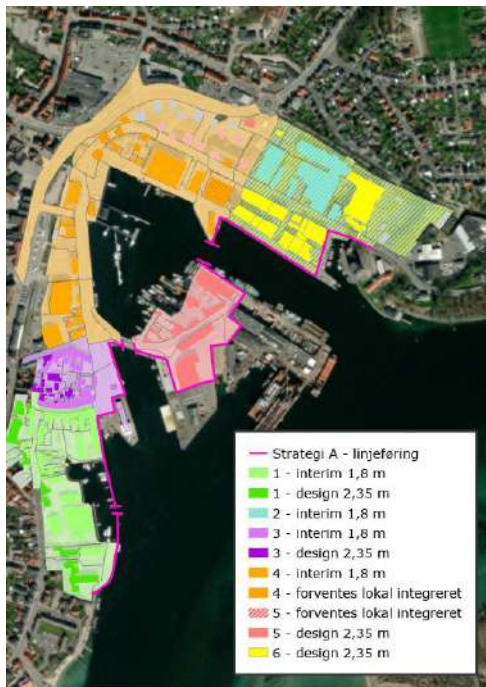 Strategi A - linjeføring
1 - interim 1,8 m
1 - design 2,35 m
2 - interim 1,8 m
3 - interim 1,8 m
3 - design 2,35 m
4 - interim 1,8 m
4 - forventes lokal integreret
5 - forventes lokal integreret
5 - design 2,35 m
6 - design 2,35 m